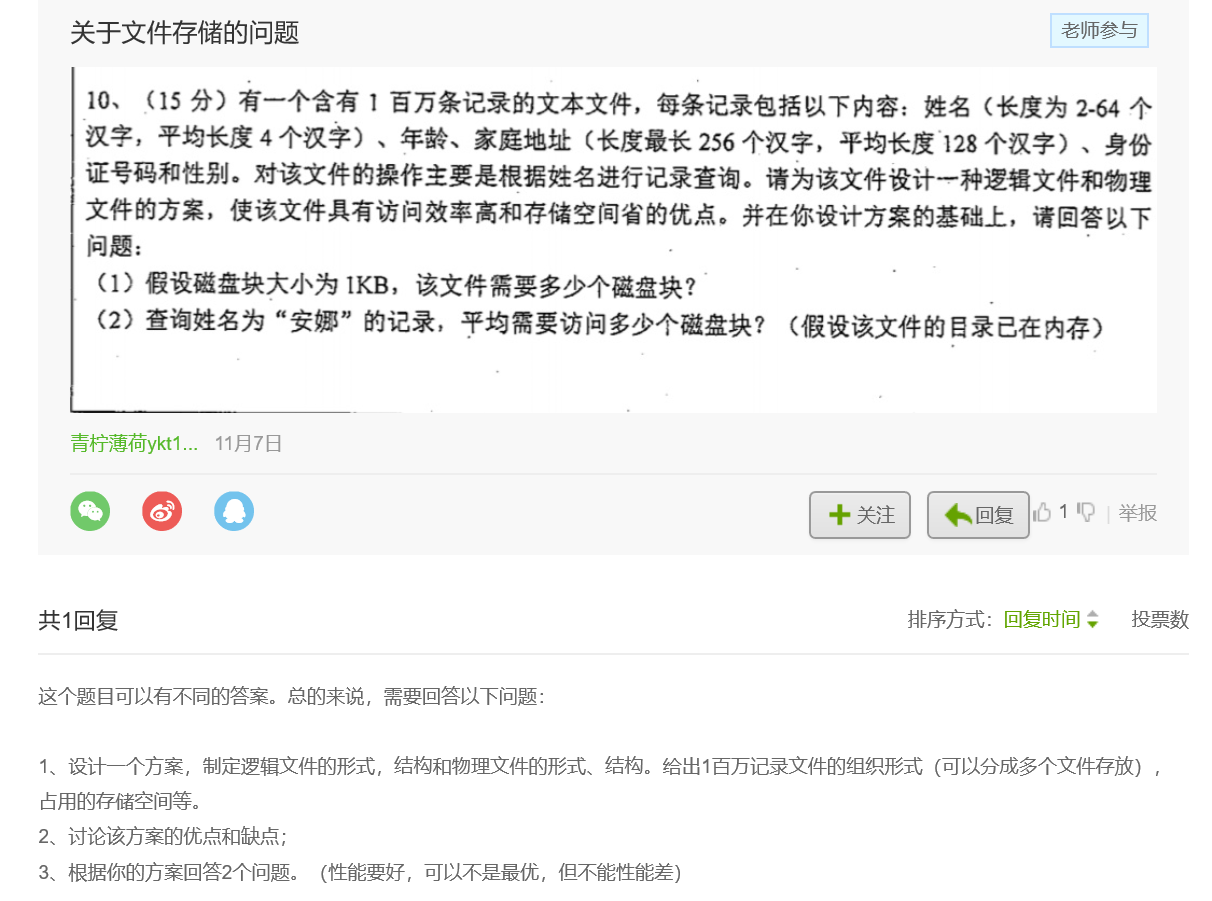 关于文件存储的问题
老师参与
10、（15 分）有一个含有 1 百万条记录的文本文件，每条记录包括以下内容：姓名（长度为 2-64 个
汉字，平均长度 4 个汉字）、年龄、家庭地址（长度最长 256 个汉字，平均长度 128 个汉字）、身份
证号码和性别。对该文件的操作主要是根据姓名进行记录查询。请为该文件设计一种逻辑文件和物理
文件的方案，使该文件具有访问效率高和存储空间省的优点。并在你设计方案的基础上，请回答以下
问题：
（1）假设磁盘块大小为 1KB，该文件需要多少个磁盘块？
（2）查询姓名为“安娜”的记录，平均需要访问多少个磁盘块？（假设该文件的目录已在内存）
青柠薄荷ykt1... 11月7日
关注
回复
1
举报
共1回复
排序方式：回复时间 投票数
这个题目可以有不同的答案。总的来说，需要回答以下问题：
1、设计一个方案，制定逻辑文件的形式，结构和物理文件的形式、结构。给出1百万记录文件的组织形式（可以分成多个文件存放），
占用的存储空间等。
2、讨论该方案的优点和缺点；
3、根据你的方案回答2个问题。（性能要好，可以不是最优，但不能性能差）